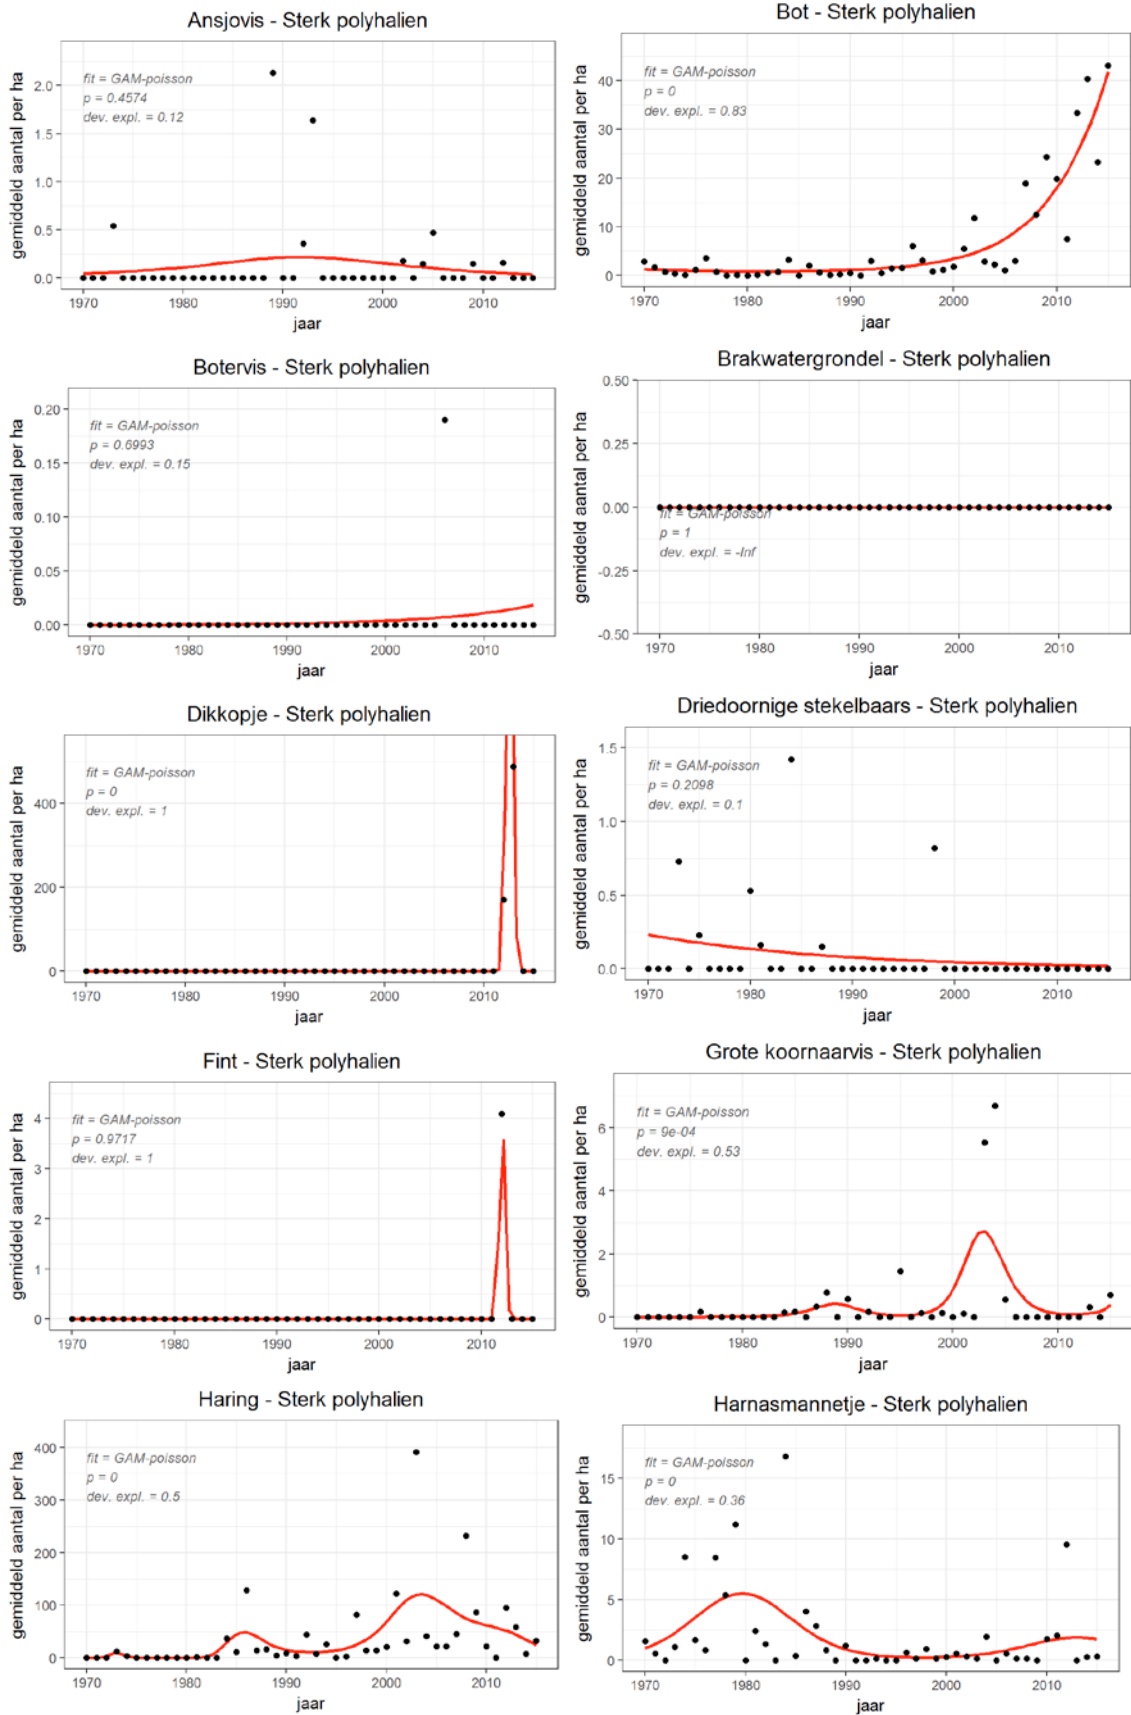 Ansjovis - Sterk polyhalien
gemiddeld aantal per ha
fit = GAM-poisson
p = 0.4574
dev. expl. = 0.12
2.0
1.5
1.0
0.5
0.0
1970 1980 1990 2000 2010
jaar
Bot - Sterk polyhalien
gemiddeld aantal per ha
fit = GAM-poisson
p = 0
dev. expl. = 0.83
40
30
20
10
0
1970 1980 1990 2000 2010
jaar
Botervis - Sterk polyhalien
gemiddeld aantal per ha
fit = GAM-poisson
p = 0.6993
dev. expl. = 0.15
0.20
0.15
0.10
0.05
0.00
1970 1980 1990 2000 2010
jaar
Brakwatergrondel - Sterk polyhalien
gemiddeld aantal per ha
0.50
0.25
0.00
-0.25
-0.50
fit = GAM-poisson
p = 1
dev. expl. = -Inf
1970 1980 1990 2000 2010
jaar
Dikkopje - Sterk polyhalien
gemiddeld aantal per ha
fit = GAM-poisson
p = 0
dev. expl. = 1
400
200
0
1970 1980 1990 2000 2010
jaar
Driedoornige stekelbaars - Sterk polyhalien
gemiddeld aantal per ha
fit = GAM-poisson
p = 0.2098
dev. expl. = 0.1
1.5
1.0
0.5
0.0
1970 1980 1990 2000 2010
jaar
Fint - Sterk polyhalien
gemiddeld aantal per ha
fit = GAM-poisson
p = 0.9717
dev. expl. = 1
4
3
2
1
0
1970 1980 1990 2000 2010
jaar
Grote koornaarvis - Sterk polyhalien
gemiddeld aantal per ha
fit = GAM-poisson
p = 9e-04
dev. expl. = 0.53
6
4
2
0
1970 1980 1990 2000 2010
jaar
Haring - Sterk polyhalien
gemiddeld aantal per ha
fit = GAM-poisson
p = 0
dev. expl. = 0.5
400
300
200
100
0
1970 1980 1990 2000 2010
jaar
Harnasmannetje - Sterk polyhalien
gemiddeld aantal per ha
fit = GAM-poisson
p = 0
dev. expl. = 0.36
15
10
5
0
1970 1980 1990 2000 2010
jaar